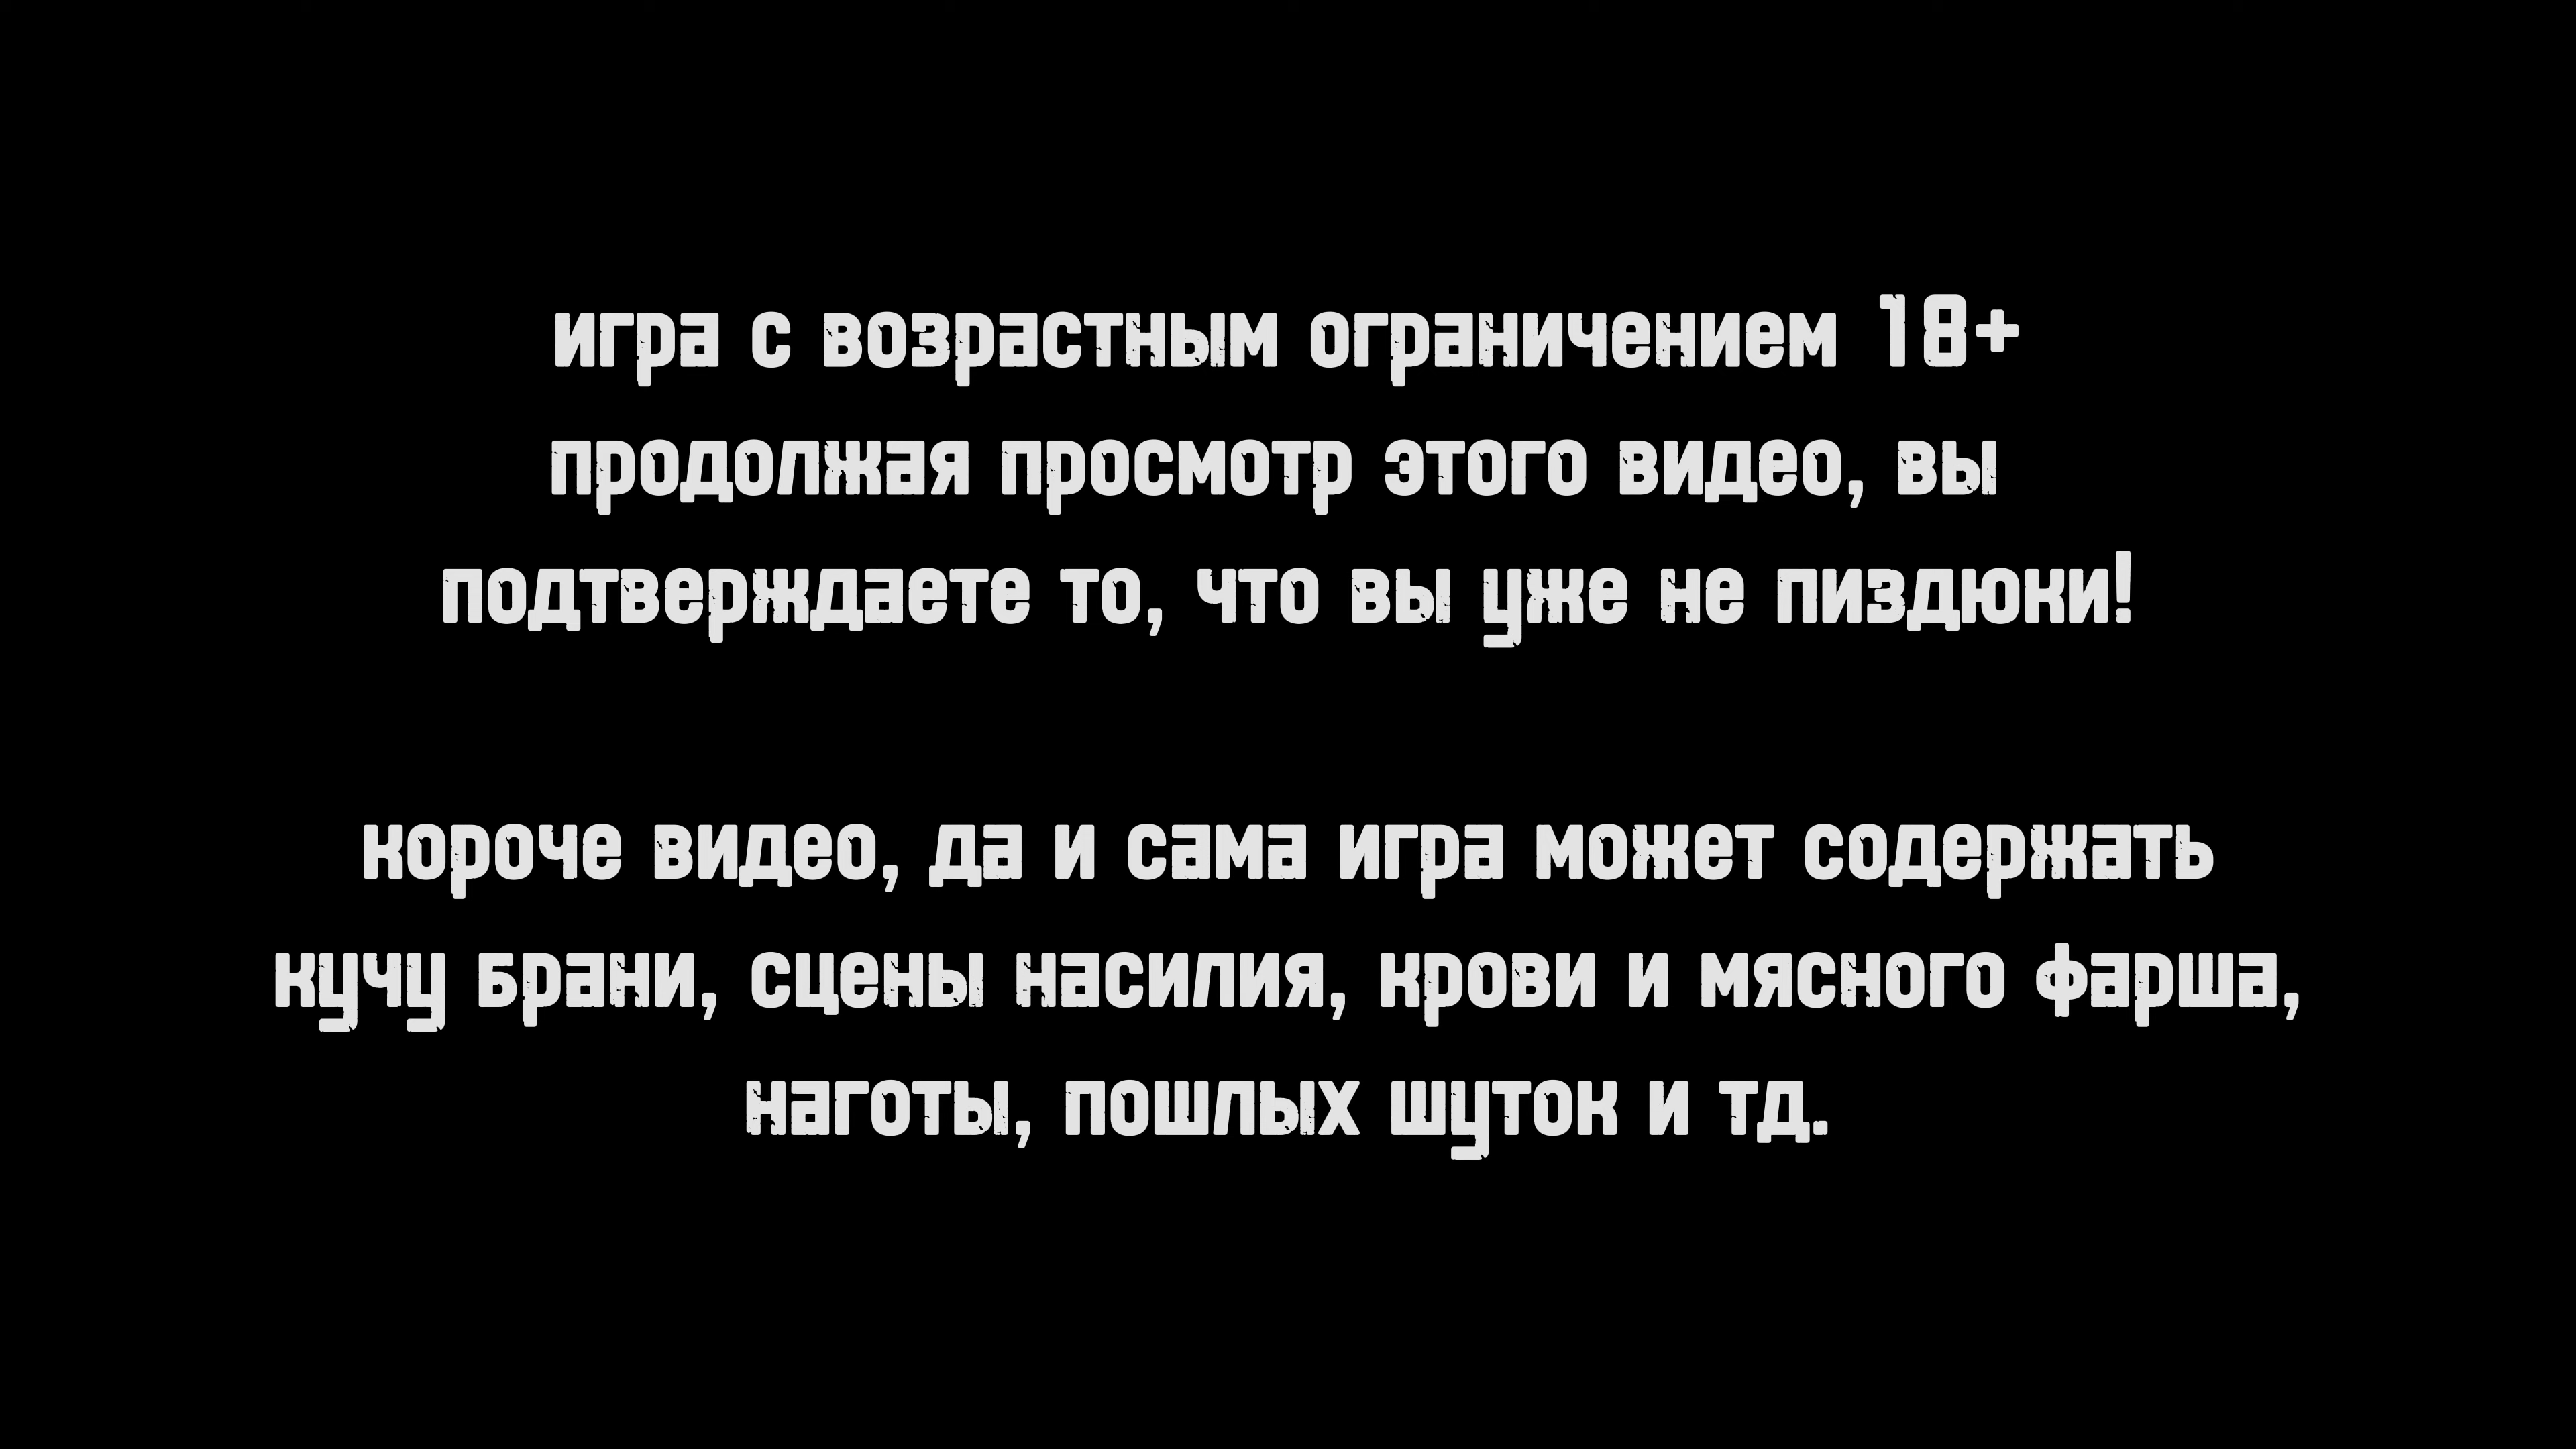 игра с возрастным ограничением 18+
продолжая просмотр этого видео, вы
подтверждаете то, что вы уже не пиздюки!
короче видео, да и сама игра может содержать
кучу брани, сцены насилия, крови и мясного фарша,
наготы, пошлых шуток и тд.